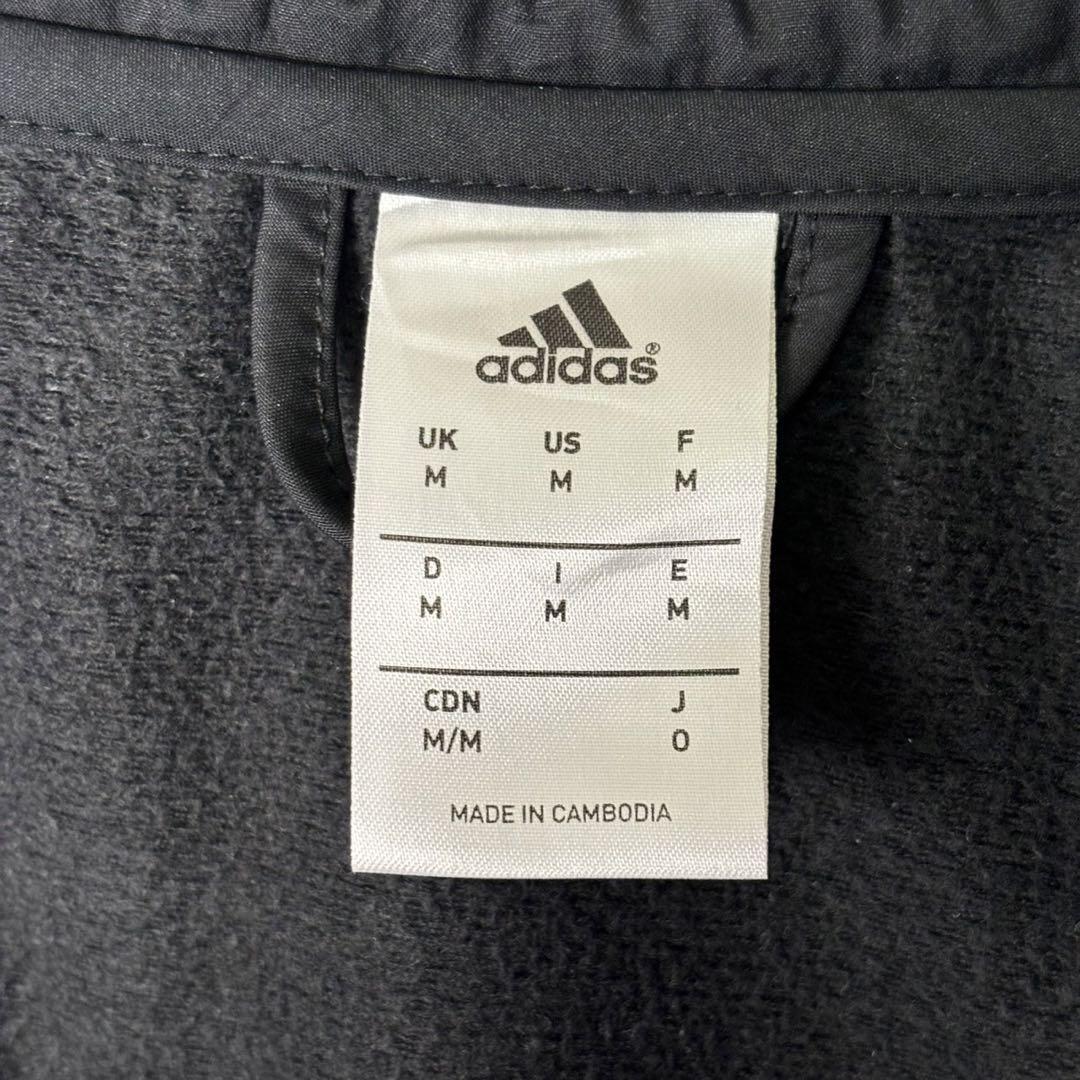 adidas®
UK US F
M M M
D I E
M M M
CDN J
M/M O
MADE IN CAMBODIA